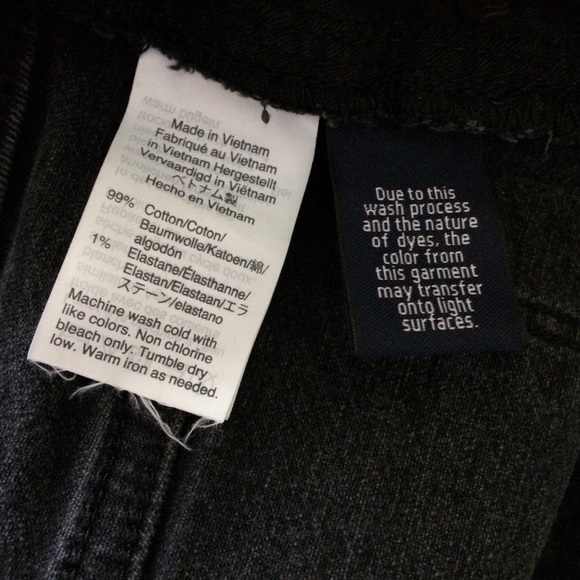 Made in Vietnam
Fabriqué au Vietnam
in Vietnam Hergestellt
Vervaardigd in Viëtnam
ベトナム製
Hecho en Vietnam
99% Cotton/Coton/
Baumwolle/Katoen/綿/
algodón
1% Elastane/Élasthanne/
Elastan/Elastaan/エラ
ステーン/elastano
Machine wash cold with
like colors. Non chlorine
bleach only. Tumble dry
low. Warm iron as needed.
Due to this
wash process
and the nature
of dyes, the
color from
this garment
may transfer
onto light
surfaces.